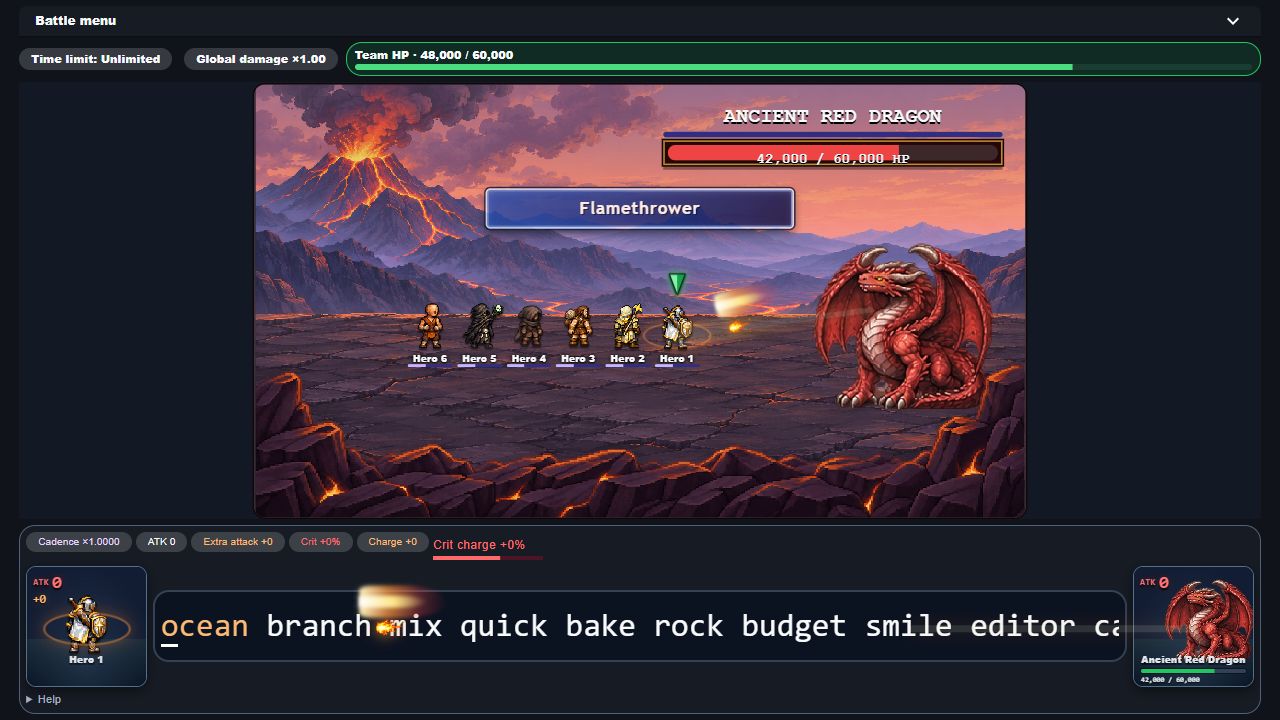 Battle menu
Time limit: Unlimited Global damage ×1.00 Team HP · 48,000 / 60,000
ANCIENT RED DRAGON
42,000 / 60,000 HP
Flamethrower
Hero 6 Hero 5 Hero 4 Hero 3 Hero 2 Hero 1
Cadence ×1.0000 ATK 0 Extra attack +0 Crit +0% Charge +0 Crit charge +0%
ATK 0
+0
Hero 1
ocean branch mix quick bake rock budget smile editor ca
ATK 0
Ancient Red Dragon
42,000 / 60,000
Help